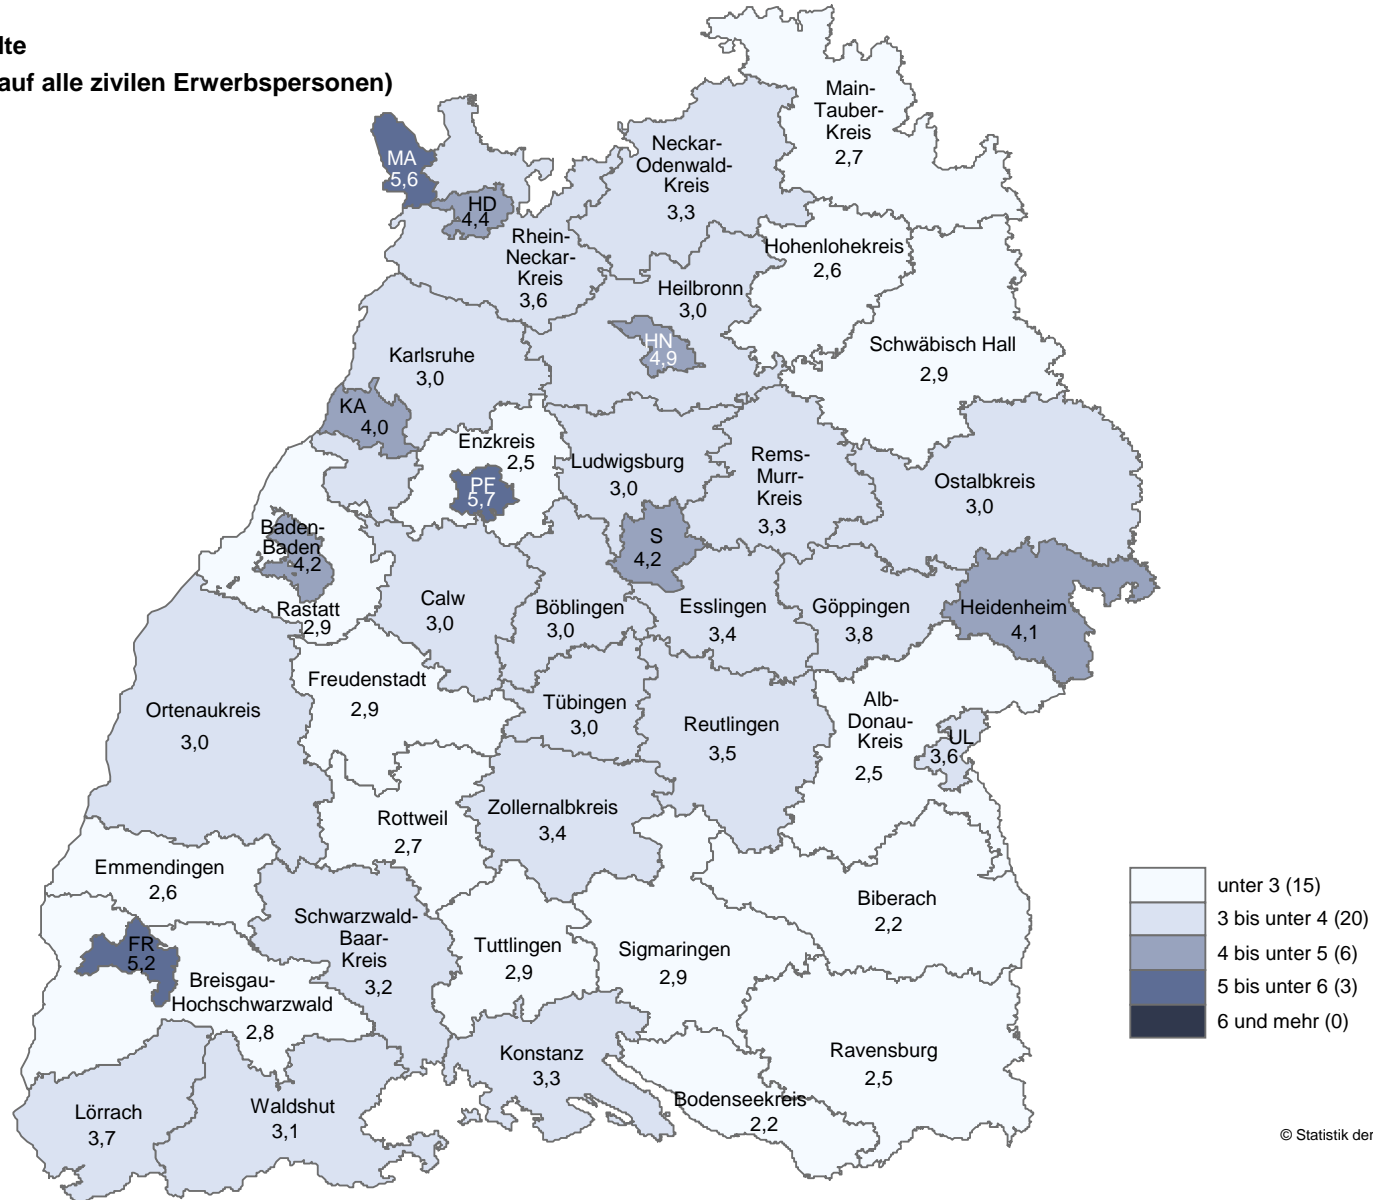 lte
auf alle zivilen Erwerbspersonen)
Main-
Tauber-
Kreis
2,7
MA
5,6
Neckar-
Odenwald-
Kreis
3,3
HD
4,4
Rhein-
Neckar-
Kreis
3,6
Hohenlohekreis
2,6
Heilbronn
3,0
HN
4,9
Schwäbisch Hall
2,9
Karlsruhe
3,0
KA
4,0
Enzkreis
2,5
PF
5,7
Ludwigsburg
3,0
Rems-
Murr-
Kreis
3,3
Ostalbkreis
3,0
Baden-
Baden
4,2
Rastatt
2,9
S
4,2
Calw
3,0
Böblingen
3,0
Esslingen
3,4
Göppingen
3,8
Heidenheim
4,1
Freudenstadt
2,9
Ortenaukreis
3,0
Tübingen
3,0
Reutlingen
3,5
Alb-
Donau-
Kreis
2,5
UL
3,6
Rottweil
2,7
Zollernalbkreis
3,4
Emmendingen
2,6
Biberach
2,2
FR
5,2
Schwarzwald-
Baar-
Kreis
3,2
Tuttlingen
2,9
Sigmaringen
2,9
Breisgau-
Hochschwarzwald
2,8
Konstanz
3,3
Ravensburg
2,5
Bodenseekreis
2,2
Lörrach
3,7
Waldshut
3,1
unter 3 (15)
3 bis unter 4 (20)
4 bis unter 5 (6)
5 bis unter 6 (3)
6 und mehr (0)
© Statistik der